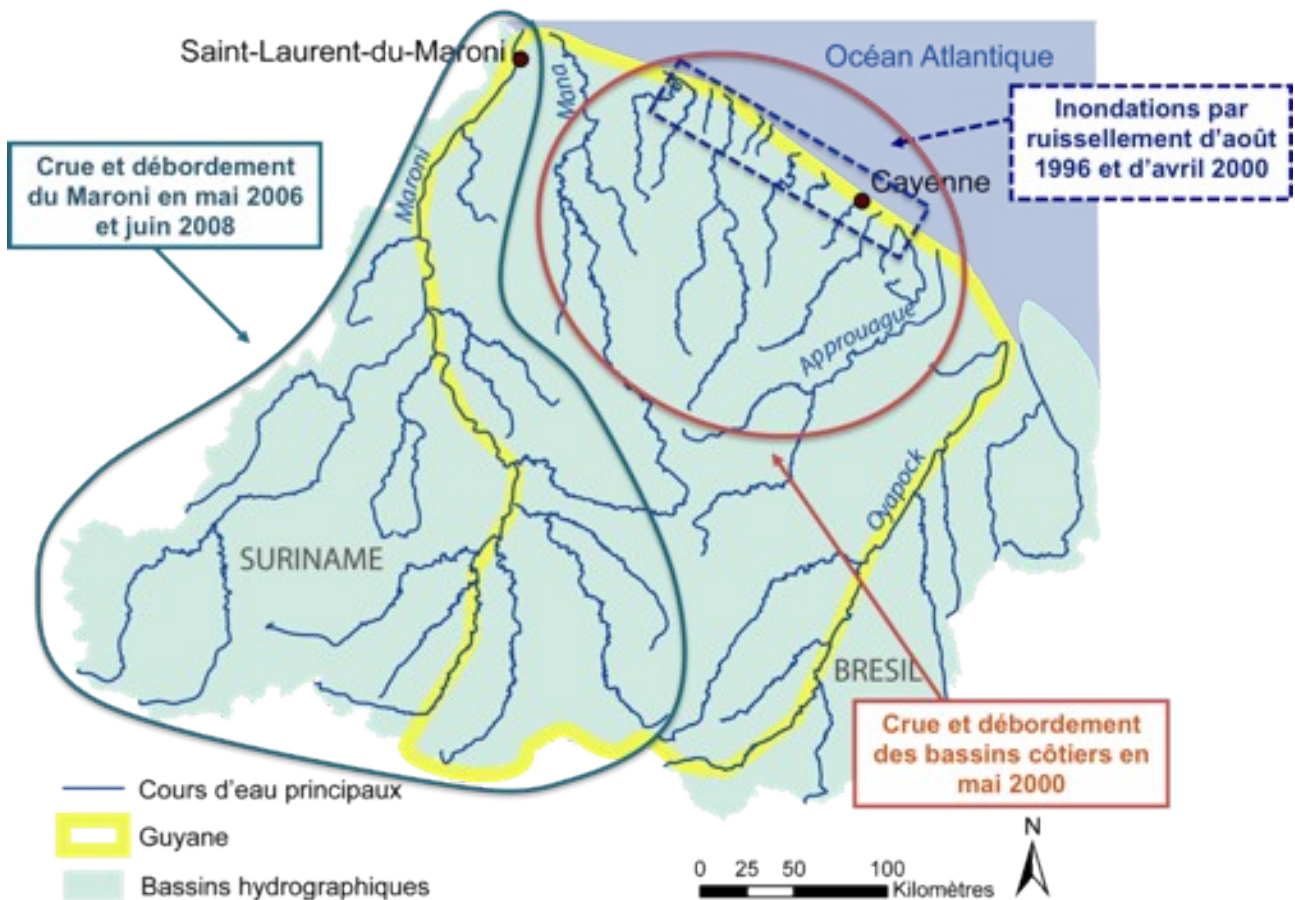 Saint-Laurent-du-Maroni
Océan Atlantique
Mana
Inondations par
ruissellement d'août
1996 et d'avril 2000
Crue et débordement
du Maroni en mai 2006
et juin 2008
Maroni
Cayenne
Approuague
Oyapock
SURINAME
BRESIL
Crue et débordement
des bassins côtiers en
mai 2000
Cours d'eau principaux
Guyane
Bassins hydrographiques
N
0 25 50 100
Kilomètres